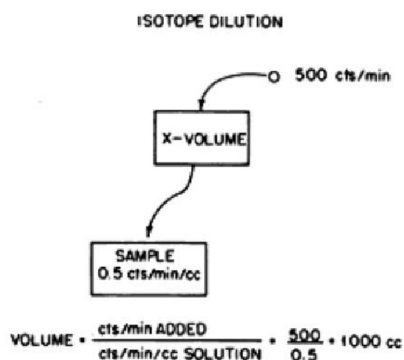 ISOTOPE DILUTION
500 cts/min
X-VOLUME
SAMPLE
0.5 cts/min/cc
VOLUME = cts/min ADDED / cts/min/cc SOLUTION = 500 / 0.5 = 1000 cc